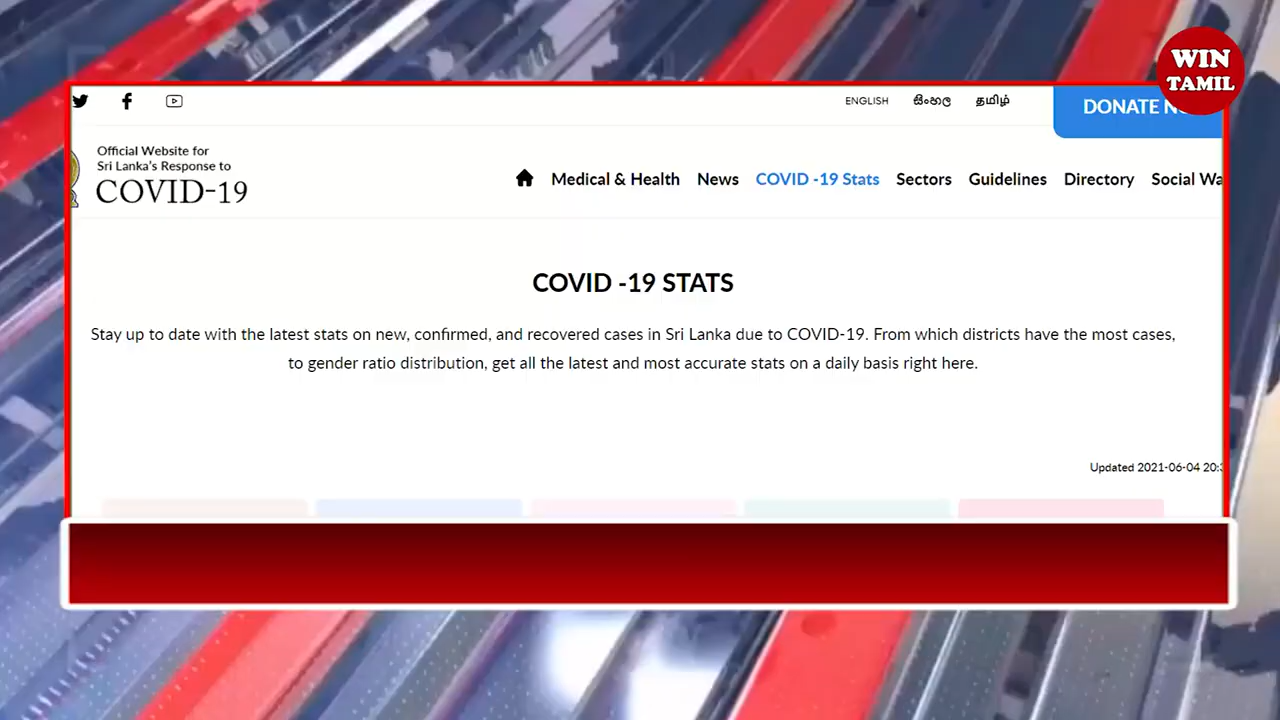 WIN
TAMIL
ENGLISH සිංහල தமிழ்
DONATE
Official Website for
Sri Lanka's Response to
COVID-19
Medical & Health News COVID -19 Stats Sectors Guidelines Directory Social
COVID -19 STATS
Stay up to date with the latest stats on new, confirmed, and recovered cases in Sri Lanka due to COVID-19. From which districts have the most cases,
to gender ratio distribution, get all the latest and most accurate stats on a daily basis right here.
Updated 2021-06-04